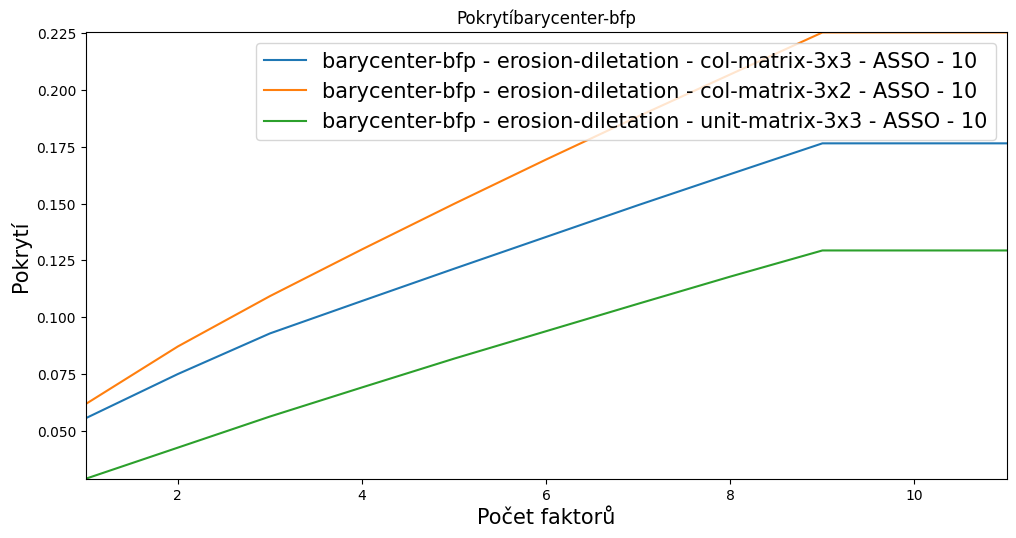 Pokrytíbarycenter-bfp
0.225
0.200
0.175
0.150
0.125
0.100
0.075
0.050
Pokrytí
barycenter-bfp - erosion-diletation - col-matrix-3x3 - ASSO - 10
barycenter-bfp - erosion-diletation - col-matrix-3x2 - ASSO - 10
barycenter-bfp - erosion-diletation - unit-matrix-3x3 - ASSO - 10
2 4 6 8 10
Počet faktorů